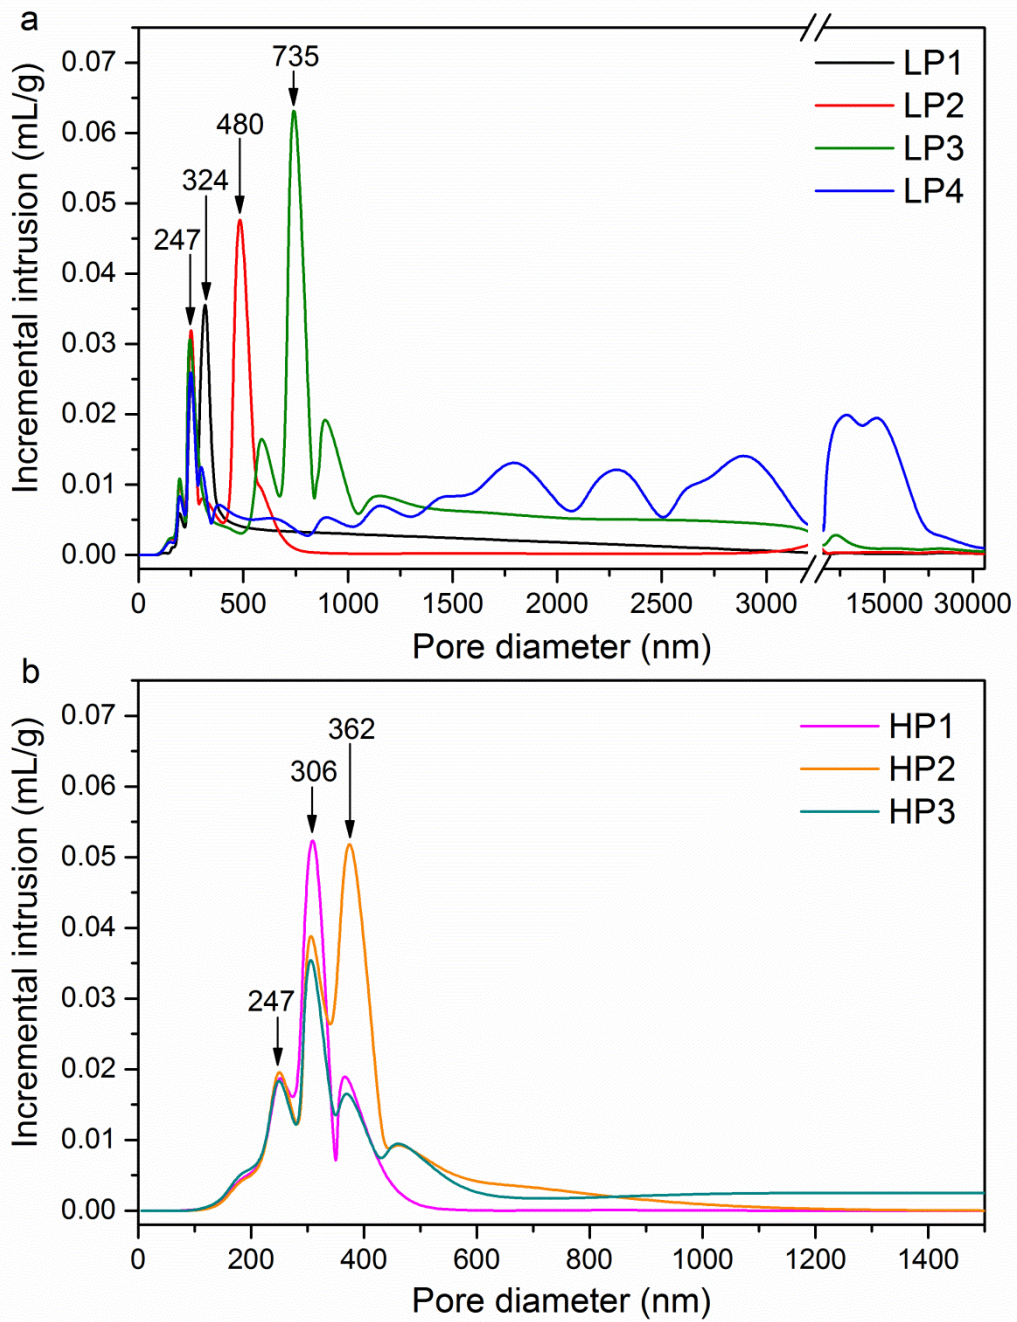 a
735
480
324
247
LP1
LP2
LP3
LP4
Incremental intrusion (mL/g)
0.07
0.06
0.05
0.04
0.03
0.02
0.01
0.00
0 500 1000 1500 2000 2500 3000 15000 30000
Pore diameter (nm)
b
362
306
247
HP1
HP2
HP3
Incremental intrusion (mL/g)
0.07
0.06
0.05
0.04
0.03
0.02
0.01
0.00
0 200 400 600 800 1000 1200 1400
Pore diameter (nm)